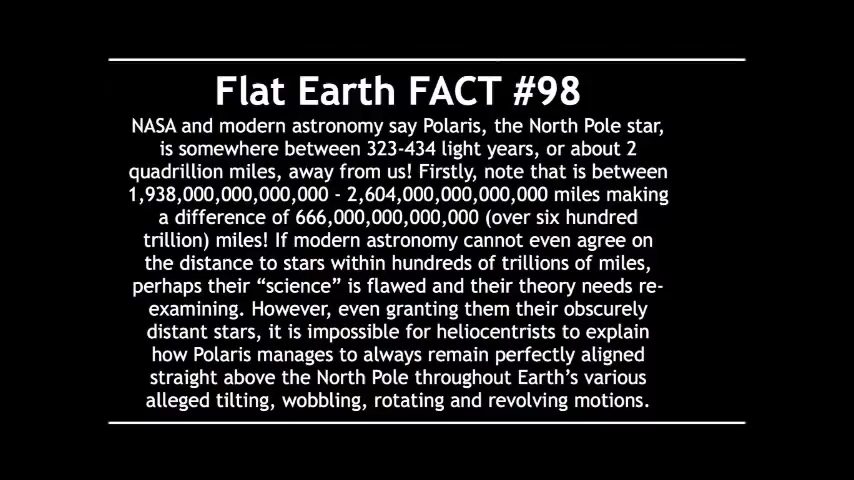 Flat Earth FACT #98
NASA and modern astronomy say Polaris, the North Pole star,
is somewhere between 323-434 light years, or about 2
quadrillion miles, away from us! Firstly, note that is between
1,938,000,000,000,000 - 2,604,000,000,000,000 miles making
a difference of 666,000,000,000,000 (over six hundred
trillion) miles! If modern astronomy cannot even agree on
the distance to stars within hundreds of trillions of miles,
perhaps their “science” is flawed and their theory needs re-
examining. However, even granting them their obscurely
distant stars, it is impossible for heliocentrists to explain
how Polaris manages to always remain perfectly aligned
straight above the North Pole throughout Earth’s various
alleged tilting, wobbling, rotating and revolving motions.